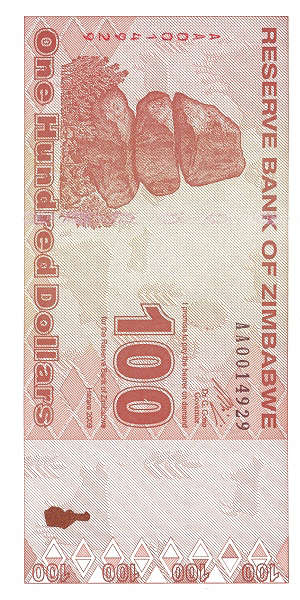 RESERVE BANK OF ZIMBABWE
AA0014929
AA0014929
Dr. G. Gono
Governor
I promise to pay the bearer on demand
100
for the Reserve Bank of Zimbabwe
Harare 2009
One Hundred Dollars
100
100
100
100
100